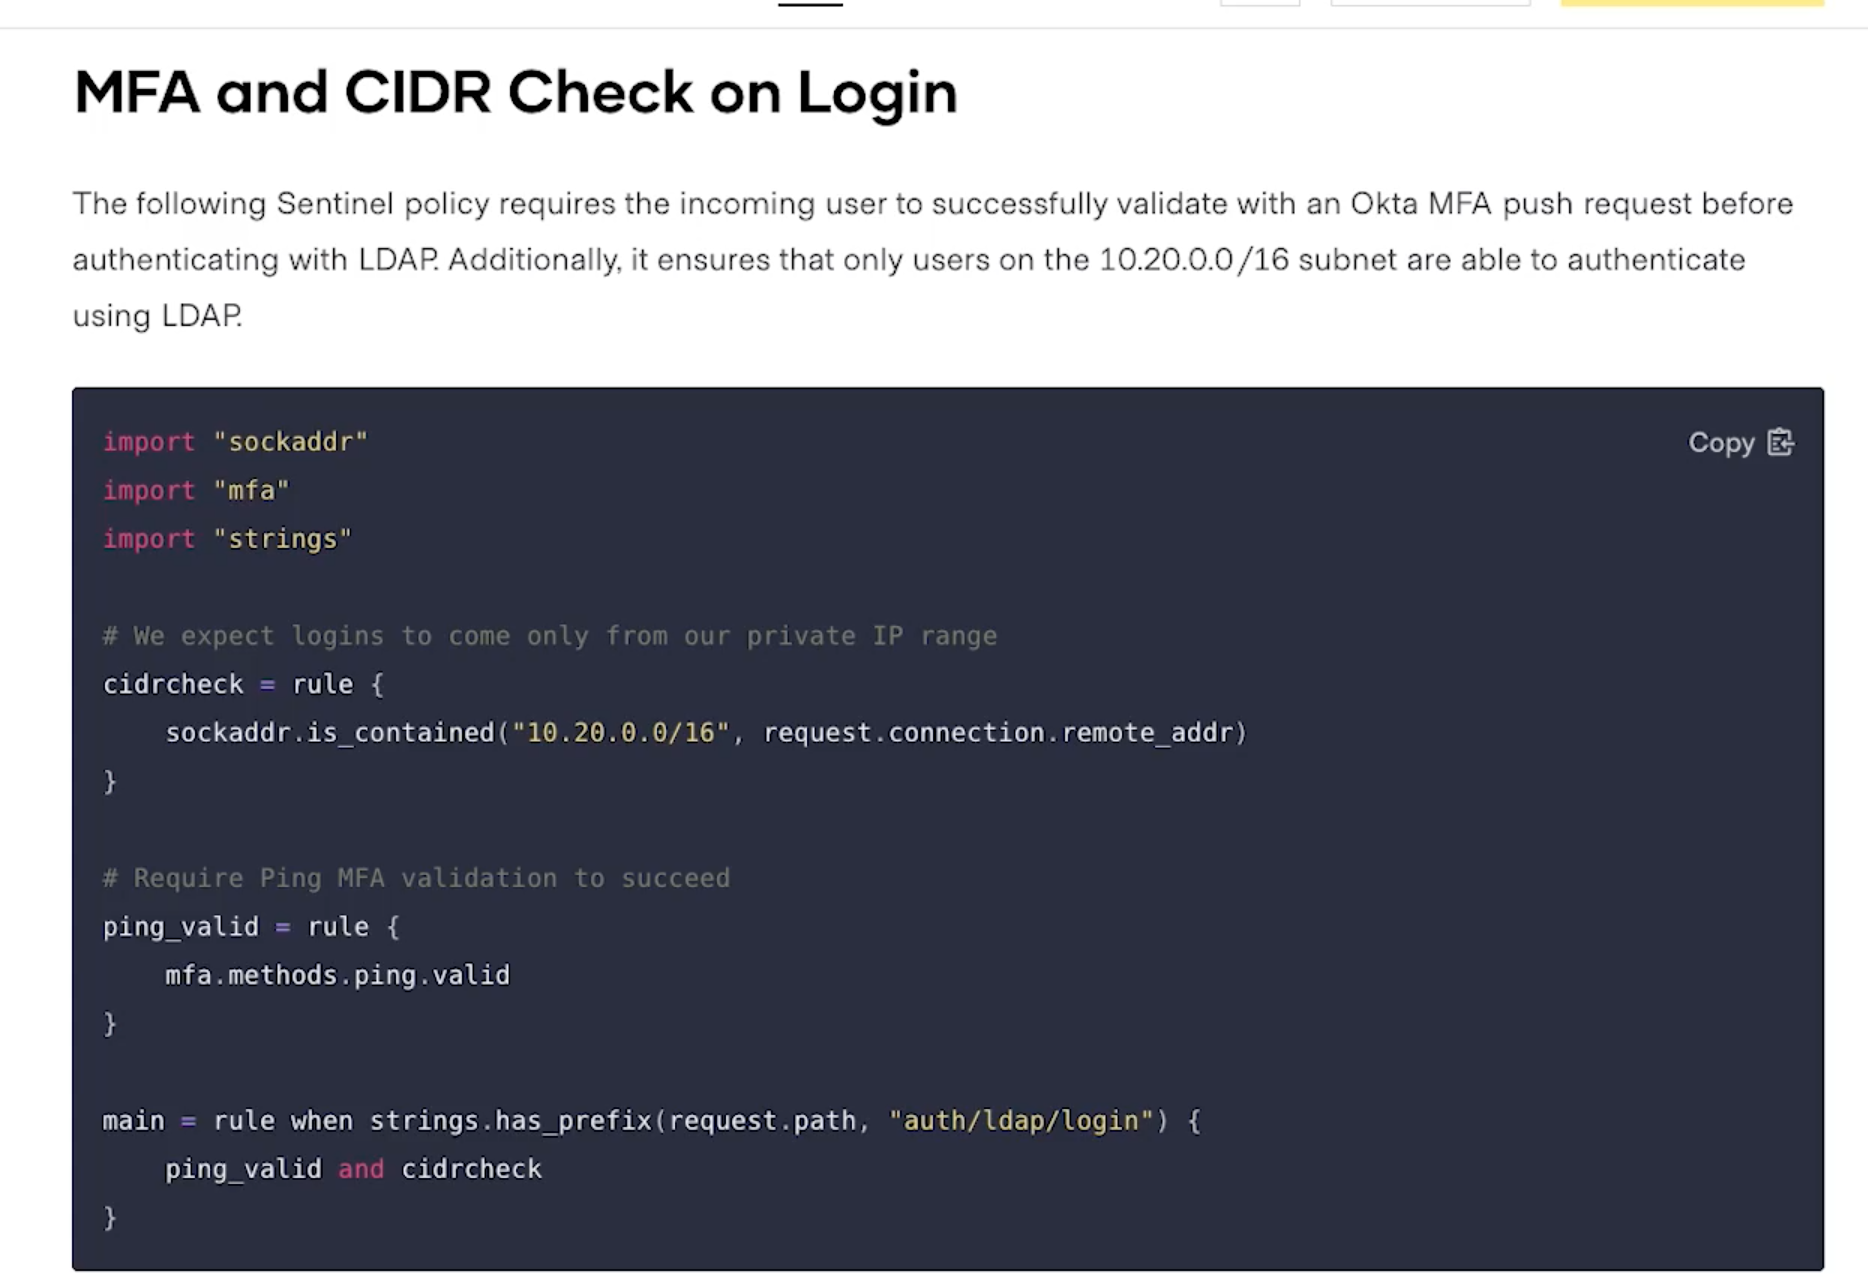 MFA and CIDR Check on Login
The following Sentinel policy requires the incoming user to successfully validate with an Okta MFA push request before
authenticating with LDAP. Additionally, it ensures that only users on the 10.20.0.0/16 subnet are able to authenticate
using LDAP.
Copy
import "sockaddr"
import "mfa"
import "strings"
# We expect logins to come only from our private IP range
cidrcheck = rule {
    sockaddr.is_contained("10.20.0.0/16", request.connection.remote_addr)
}
# Require Ping MFA validation to succeed
ping_valid = rule {
    mfa.methods.ping.valid
}
main = rule when strings.has_prefix(request.path, "auth/ldap/login") {
    ping_valid and cidrcheck
}